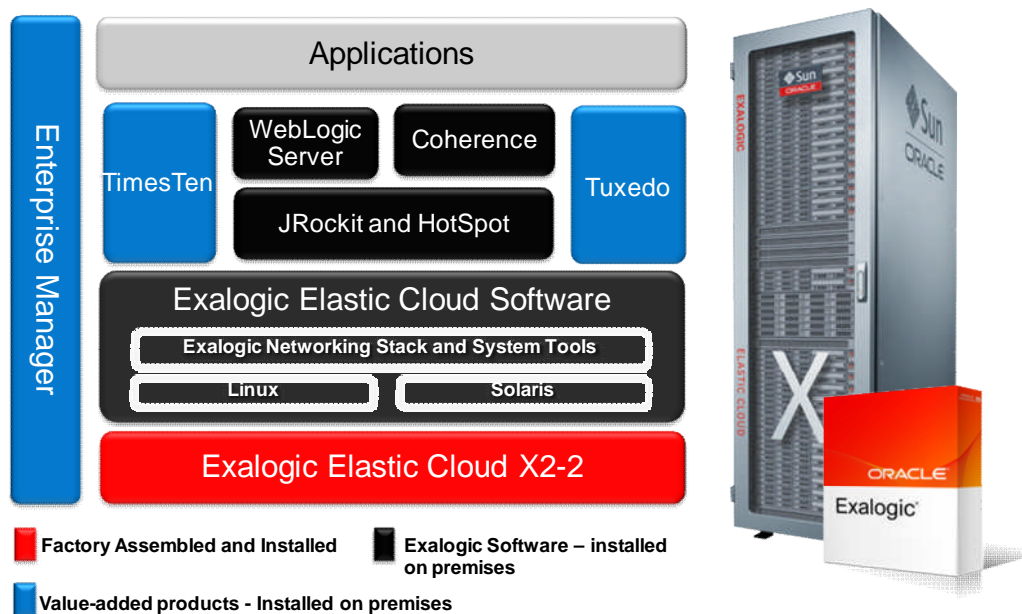 Enterprise Manager
Applications
TimesTen
WebLogic
Server
Coherence
Tuxedo
JRockit and HotSpot
Exalogic Elastic Cloud Software
Exalogic Networking Stack and System Tools
Linux
Solaris
Exalogic Elastic Cloud X2-2
Factory Assembled and Installed
Exalogic Software – installed
on premises
Value-added products - Installed on premises
Sun
ORACLE
EXALOGIC
ELASTIC CLOUD
X
Sun
ORACLE
ORACLE
Exalogic